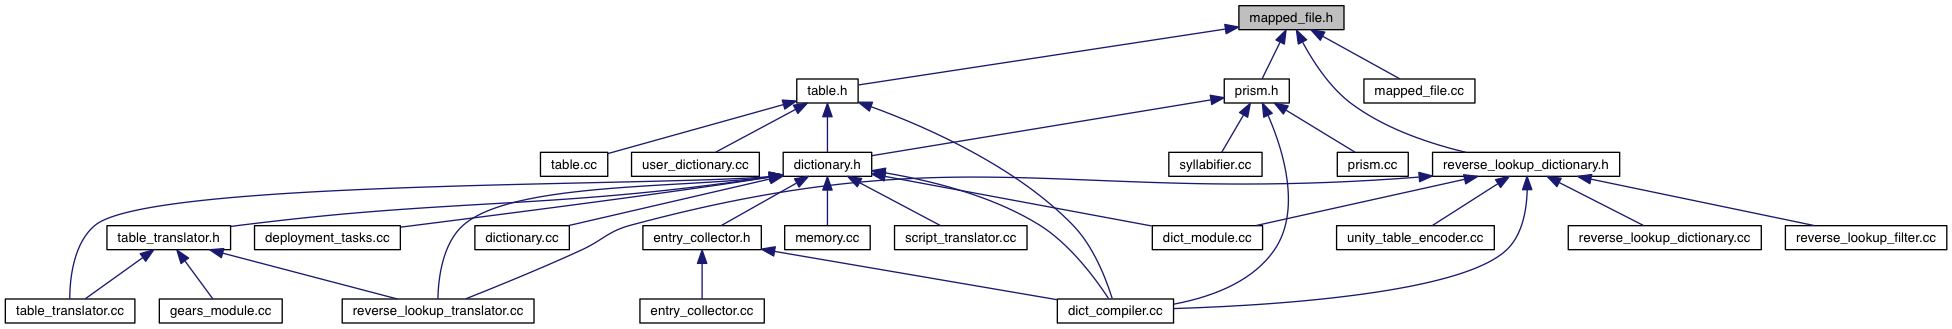 mapped_file.h
table.h
prism.h
mapped_file.cc
table.cc
user_dictionary.cc
dictionary.h
syllabifier.cc
prism.cc
reverse_lookup_dictionary.h
table_translator.h
deployment_tasks.cc
dictionary.cc
entry_collector.h
memory.cc
script_translator.cc
dict_module.cc
unity_table_encoder.cc
reverse_lookup_dictionary.cc
reverse_lookup_filter.cc
table_translator.cc
gears_module.cc
reverse_lookup_translator.cc
entry_collector.cc
dict_compiler.cc